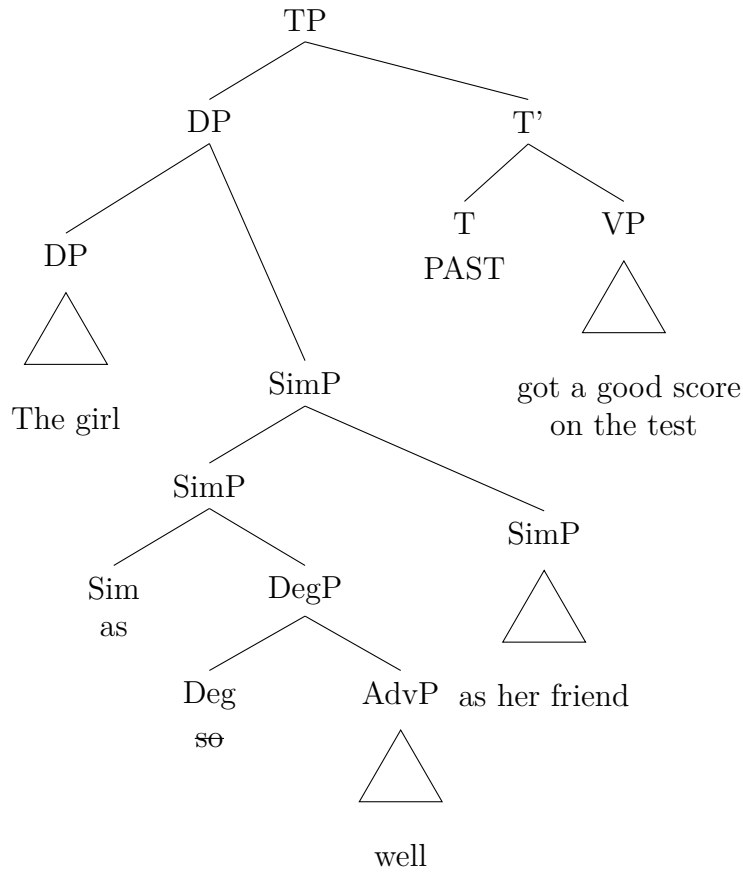 TP
DP T'
T VP
DP PAST
SimP
The girl got a good score
on the test
SimP
SimP
Sim DegP
as
Deg AdvP as her friend
so
well